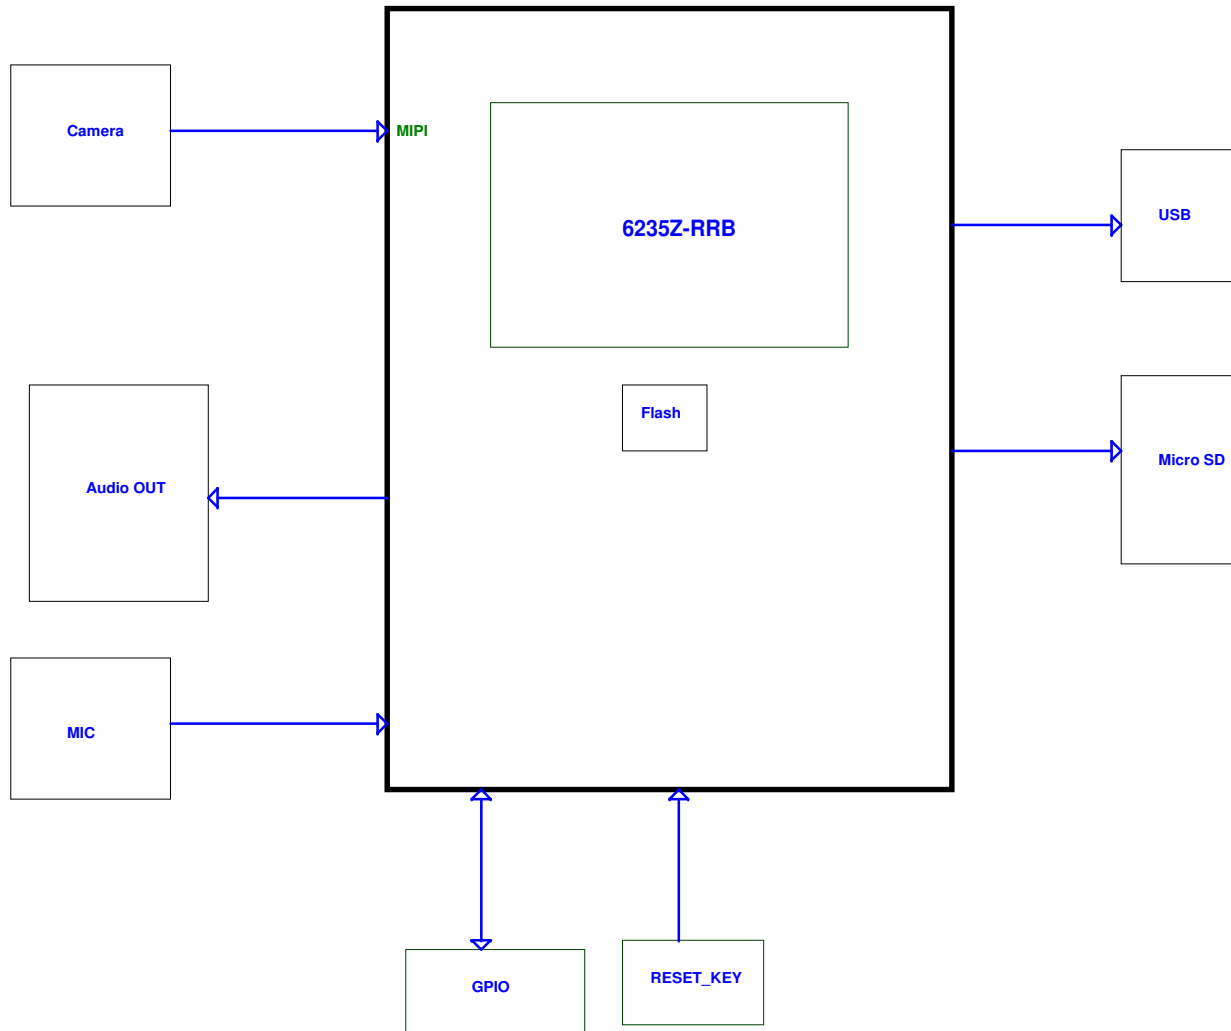 Camera
MIPI
6235Z-RRB
USB
Flash
Micro SD
Audio OUT
MIC
GPIO
RESET_KEY